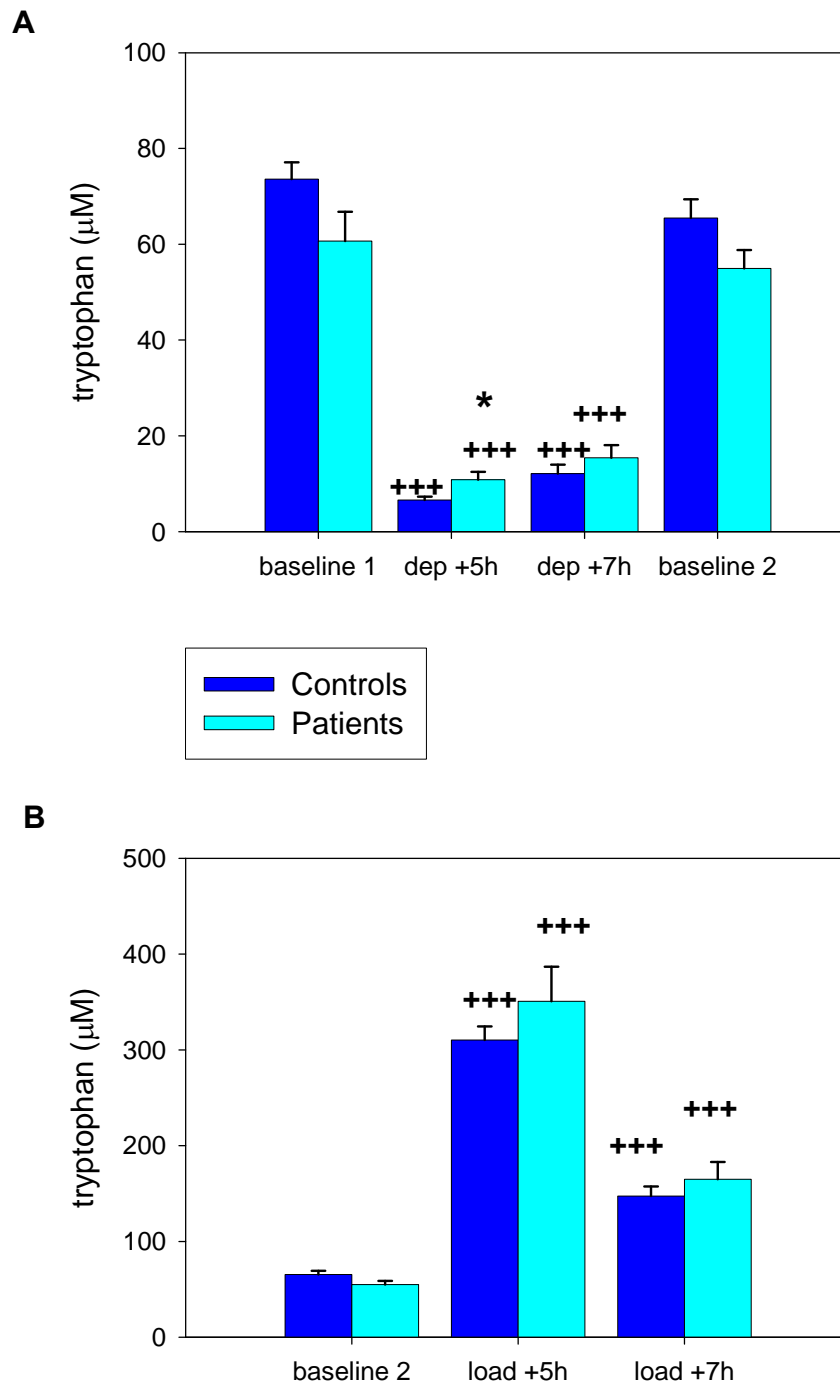 A
100
80
60
40
20
0
tryptophan (μM)
*
+++
+++
+++
+++
baseline 1 dep +5h dep +7h baseline 2
Controls
Patients
B
500
400
300
200
100
0
tryptophan (μM)
+++
+++
+++
+++
baseline 2 load +5h load +7h